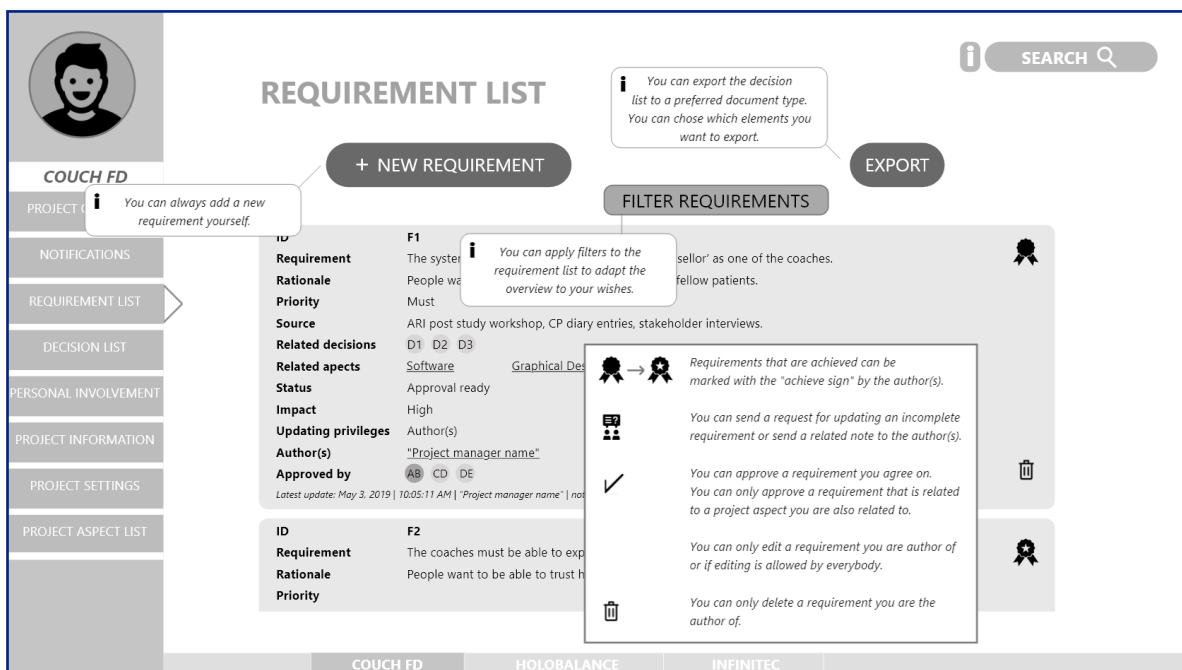 SEARCH
REQUIREMENT LIST
You can export the decision
list to a preferred document type.
You can chose which elements you
want to export.
+ NEW REQUIREMENT
EXPORT
COUCH FD
PROJECT
You can always add a new
requirement yourself.
FILTER REQUIREMENTS
NOTIFICATIONS
REQUIREMENT LIST
DECISION LIST
PERSONAL INVOLVEMENT
PROJECT INFORMATION
PROJECT SETTINGS
PROJECT ASPECT LIST
ID F1
You can apply filters to the
requirement list to adapt the
overview to your wishes.
Requirement The syster sellor' as one of the coaches.
Rationale People wa fellow patients.
Priority Must
Source ARI post study workshop, CP diary entries, stakeholder interviews.
Related decisions D1 D2 D3
Related apects Software Graphical Des
Status Approval ready
Impact High
Updating privileges Author(s)
Author(s) "Project manager name"
Approved by AB CD DE
Latest update: May 3, 2019 | 10:05:11 AM | "Project manager name" | not
Requirements that are achieved can be
marked with the "achieve sign" by the author(s).
You can send a request for updating an incomplete
requirement or send a related note to the author(s).
You can approve a requirement you agree on.
You can only approve a requirement that is related
to a project aspect you are also related to.
You can only edit a requirement you are author of
or if editing is allowed by everybody.
You can only delete a requirement you are the
author of.
ID F2
Requirement The coaches must be able to exp
Rationale People want to be able to trust h
Priority
COUCH FD HOLOBALANCE INFINITEC